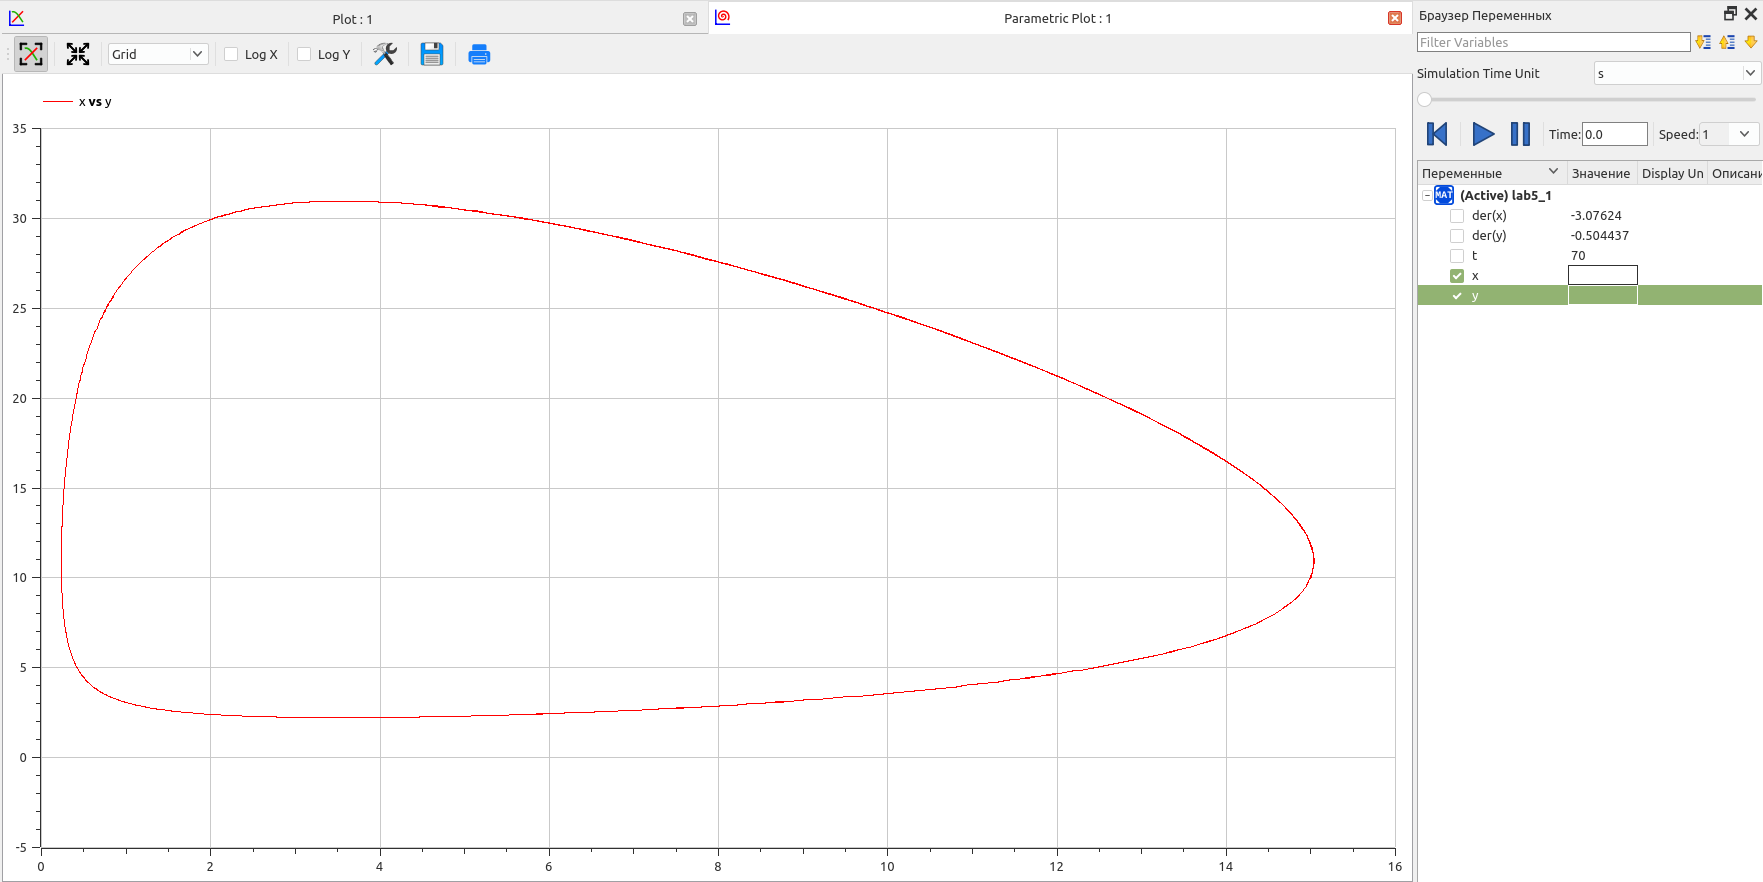 Plot : 1
Parametric Plot : 1
Браузер Переменных
Grid
Log X
Log Y
Filter Variables
Simulation Time Unit
s
Time:
0.0
Speed:
1
x vs y
Переменные
Значение
Display Un
Описани
MAT
(Active) lab5_1
der(x)
-3.07624
der(y)
-0.504437
t
70
x
y
35
30
25
20
15
10
5
0
-5
0
2
4
6
8
10
12
14
16